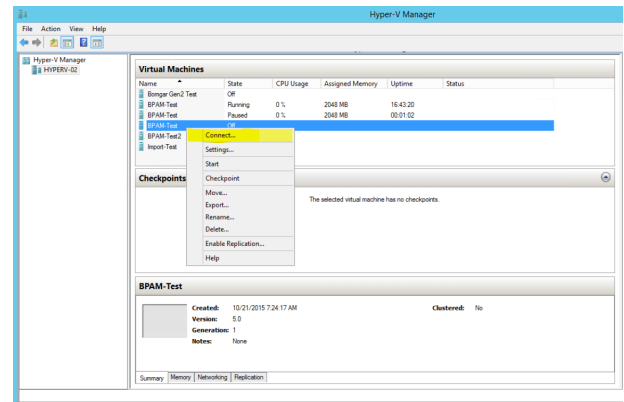 Hyper-V Manager
File Action View Help
Hyper-V Manager
HYPERV-02
Virtual Machines
Name State CPU Usage Assigned Memory Uptime Status
Bomgar Gen2 Test Off
BPAM-Test Running 0 % 2048 MB 16:43:20
BPAM-Test Paused 0 % 2048 MB 00:01:02
BPAM-Test Off
BPAM-Test2
Import-Test
Connect...
Settings...
Start
Checkpoint
Move...
Export...
Rename...
Delete...
Enable Replication...
Help
Checkpoints
The selected virtual machine has no checkpoints.
BPAM-Test
Created: 10/21/2015 7:24:17 AM Clustered: No
Version: 5.0
Generation: 1
Notes: None
Summary Memory Networking Replication